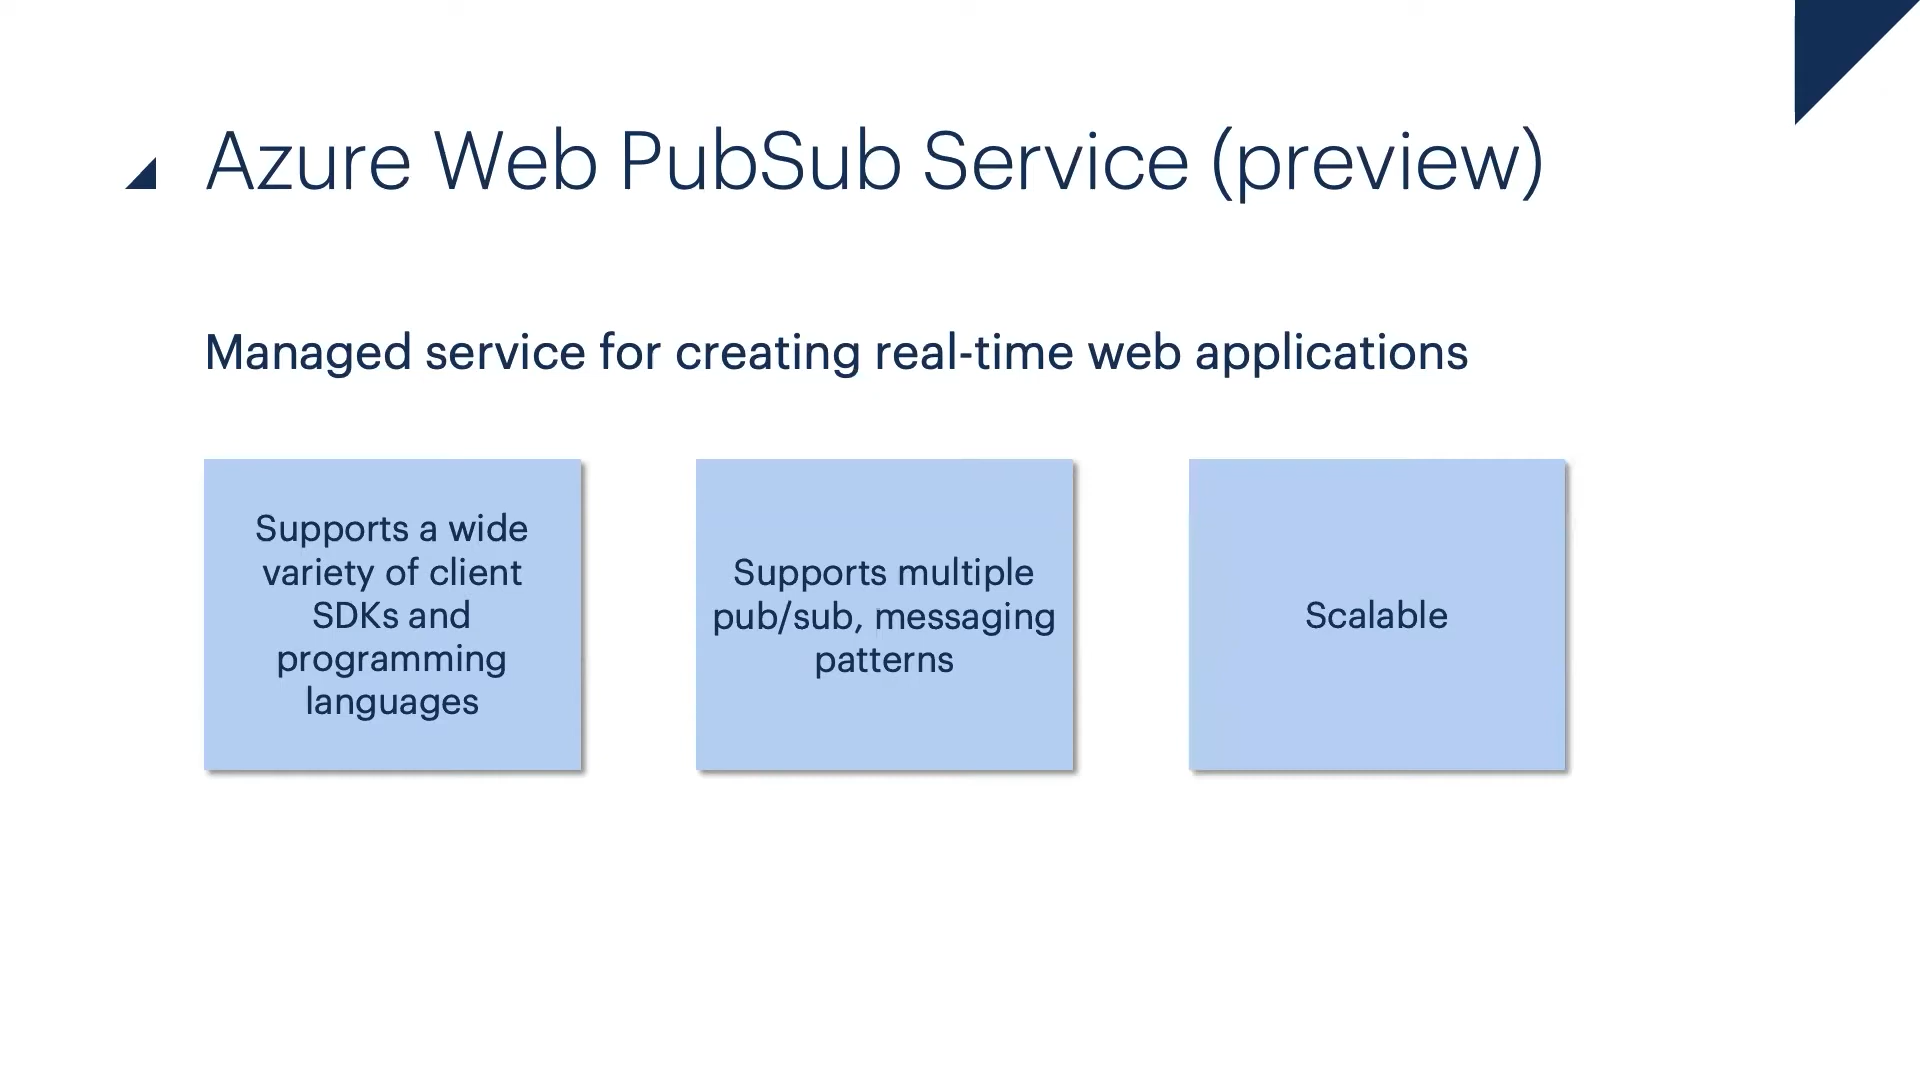 Azure Web PubSub Service (preview)
Managed service for creating real-time web applications
Supports a wide
variety of client
SDKs and
programming
languages
Supports multiple
pub/sub, messaging
patterns
Scalable